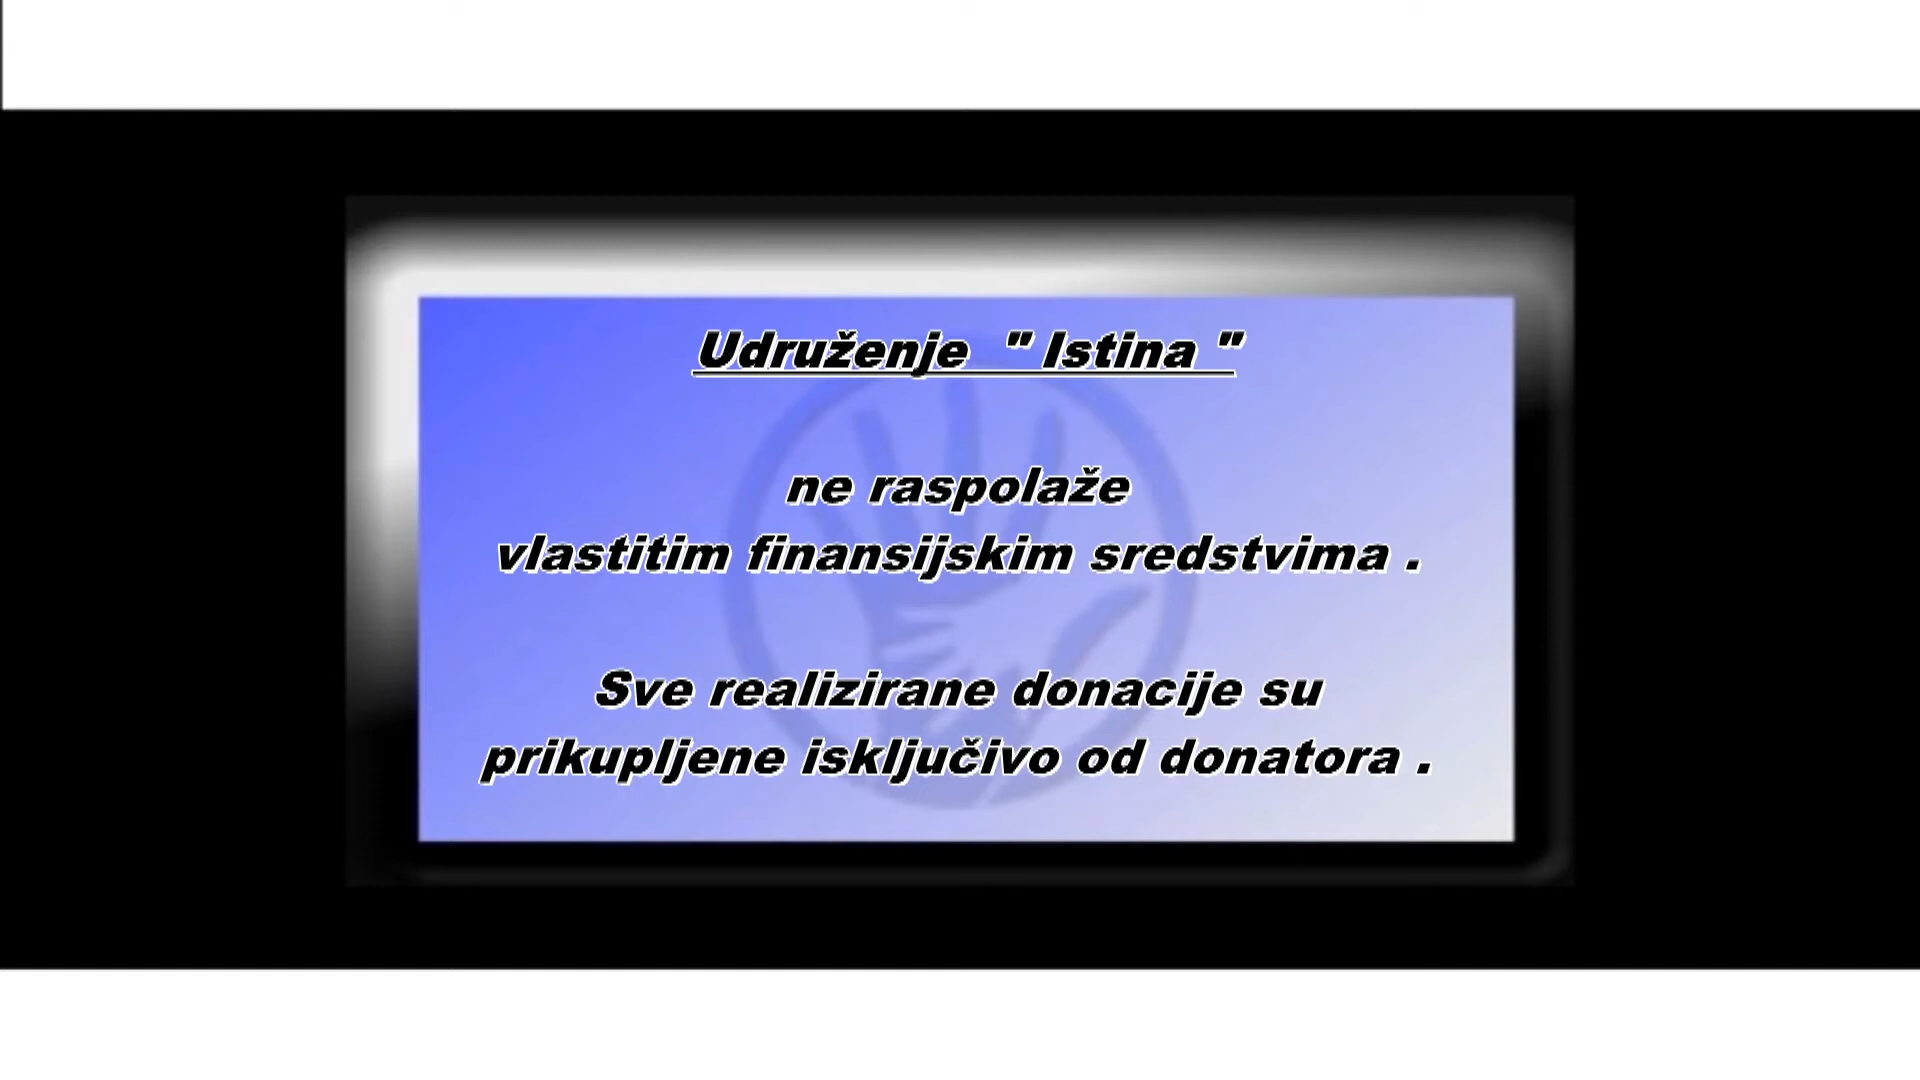 Udruženje " Istina "
ne raspolaže
vlastitim finansijskim sredstvima .
Sve realizirane donacije su
prikupljene isključivo od donatora .